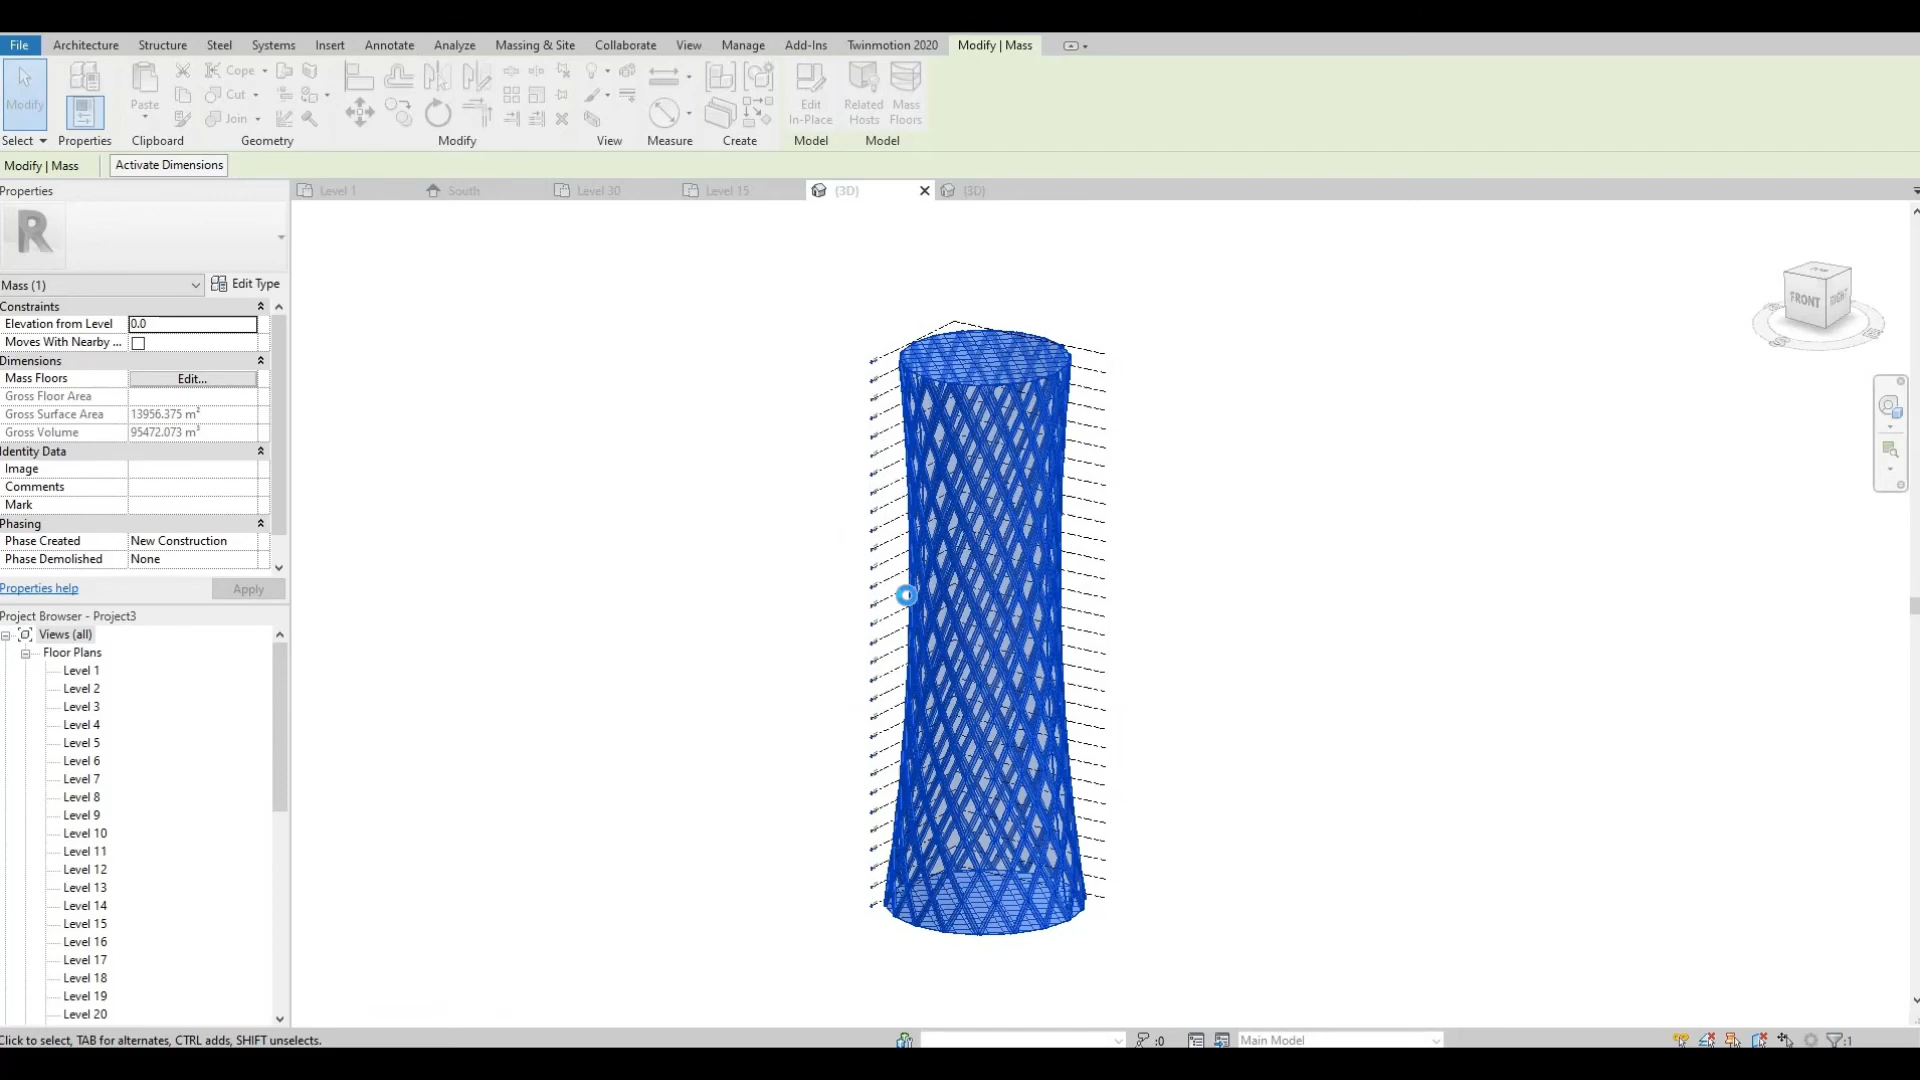 File Architecture Structure Steel Systems Insert Annotate Analyze Massing & Site Collaborate View Manage Add-Ins Twinmotion 2020 Modify | Mass
Modify
Paste
Cope
Cut
Join
Edit In-Place
Related Hosts
Mass Floors
Select Properties Clipboard Geometry Modify View Measure Create Model Model
Modify | Mass Activate Dimensions
Properties
Level 1 South Level 30 Level 15 {3D} {3D}
R
Mass (1) Edit Type
Constraints
Elevation from Level 0.0
Moves With Nearby ...
Dimensions
Mass Floors Edit...
Gross Floor Area
Gross Surface Area 13956.375 m²
Gross Volume 95472.073 m³
Identity Data
Image
Comments
Mark
Phasing
Phase Created New Construction
Phase Demolished None
Properties help Apply
Project Browser - Project3
Views (all)
Floor Plans
Level 1
Level 2
Level 3
Level 4
Level 5
Level 6
Level 7
Level 8
Level 9
Level 10
Level 11
Level 12
Level 13
Level 14
Level 15
Level 16
Level 17
Level 18
Level 19
Level 20
FRONT RIGHT
Click to select, TAB for alternates, CTRL adds, SHIFT unselects. :0 Main Model :1